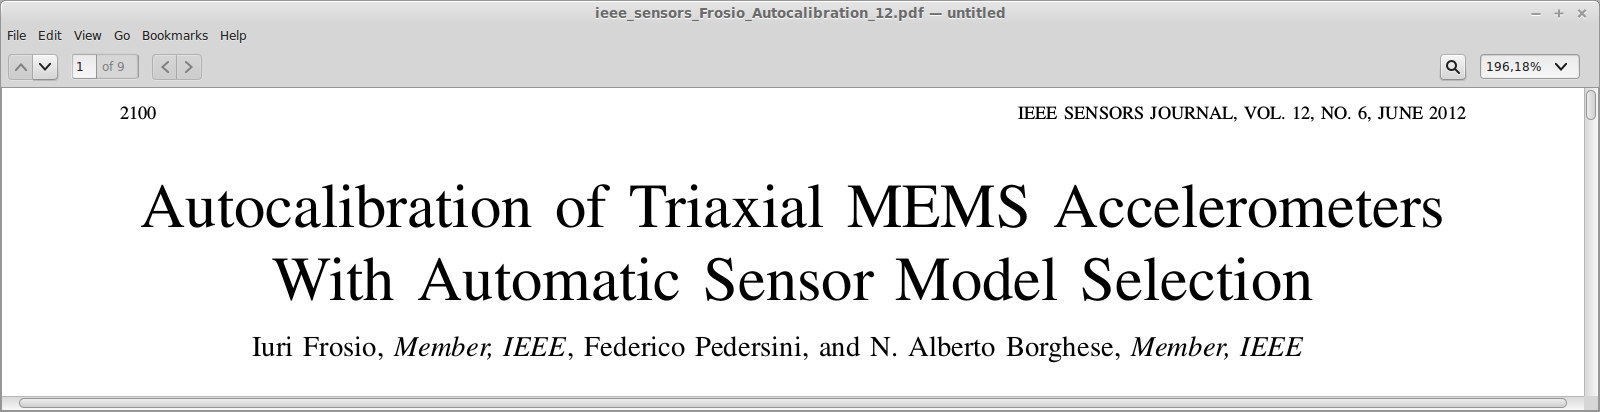 ieee_sensors_Frosio_Autocalibration_12.pdf — untitled
File Edit View Go Bookmarks Help
1 of 9 196,18%
2100 IEEE SENSORS JOURNAL, VOL. 12, NO. 6, JUNE 2012
Autocalibration of Triaxial MEMS Accelerometers
With Automatic Sensor Model Selection
Iuri Frosio, Member, IEEE, Federico Pedersini, and N. Alberto Borghese, Member, IEEE